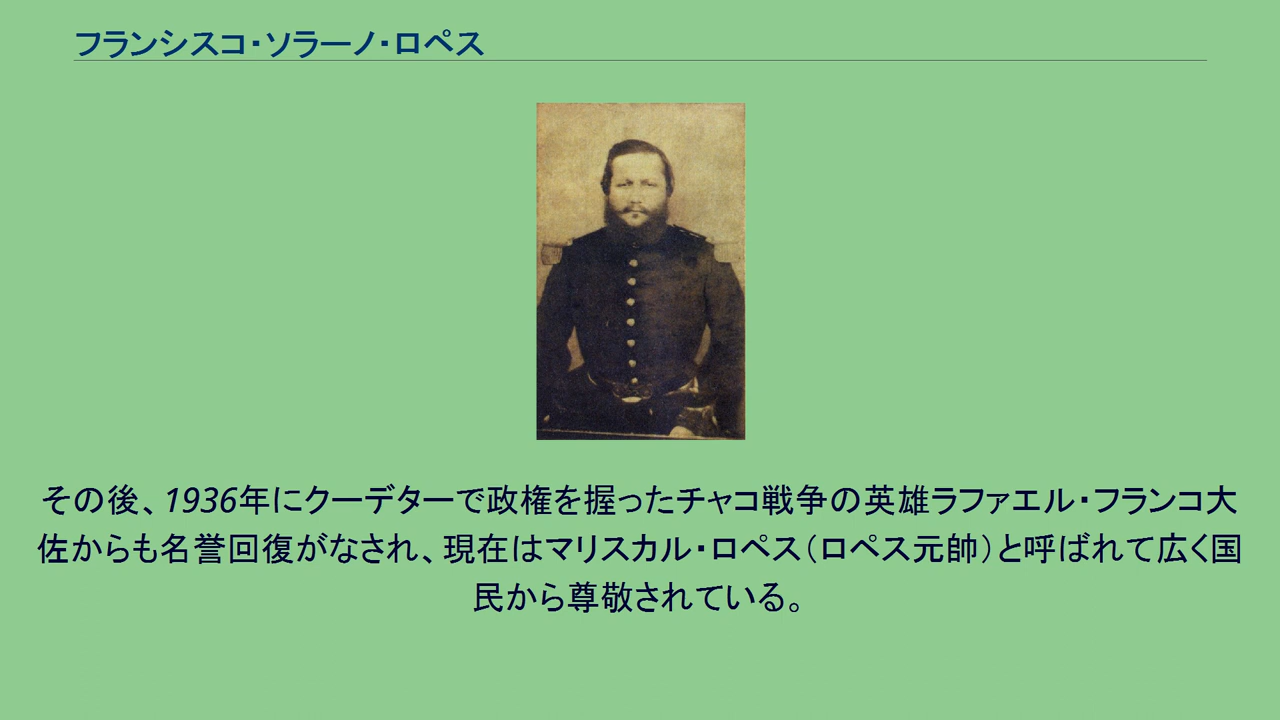 フランシスコ・ソラーノ・ロペス
その後、1936年にクーデターで政権を握ったチャコ戦争の英雄ラファエル・フランコ大
佐からも名誉回復がなされ、現在はマリスカル・ロペス（ロペス元帥）と呼ばれて広く国
民から尊敬されている。